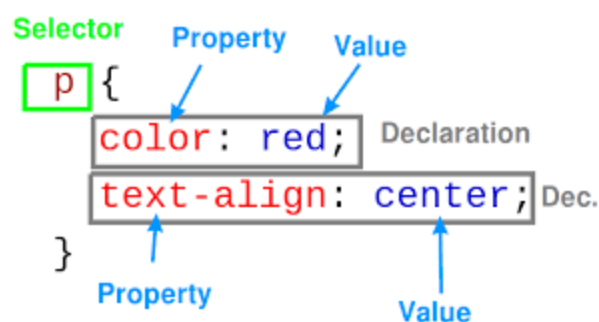 Selector
Property
Value
p {
color: red;
Declaration
text-align: center;
Dec.
}
Property
Value